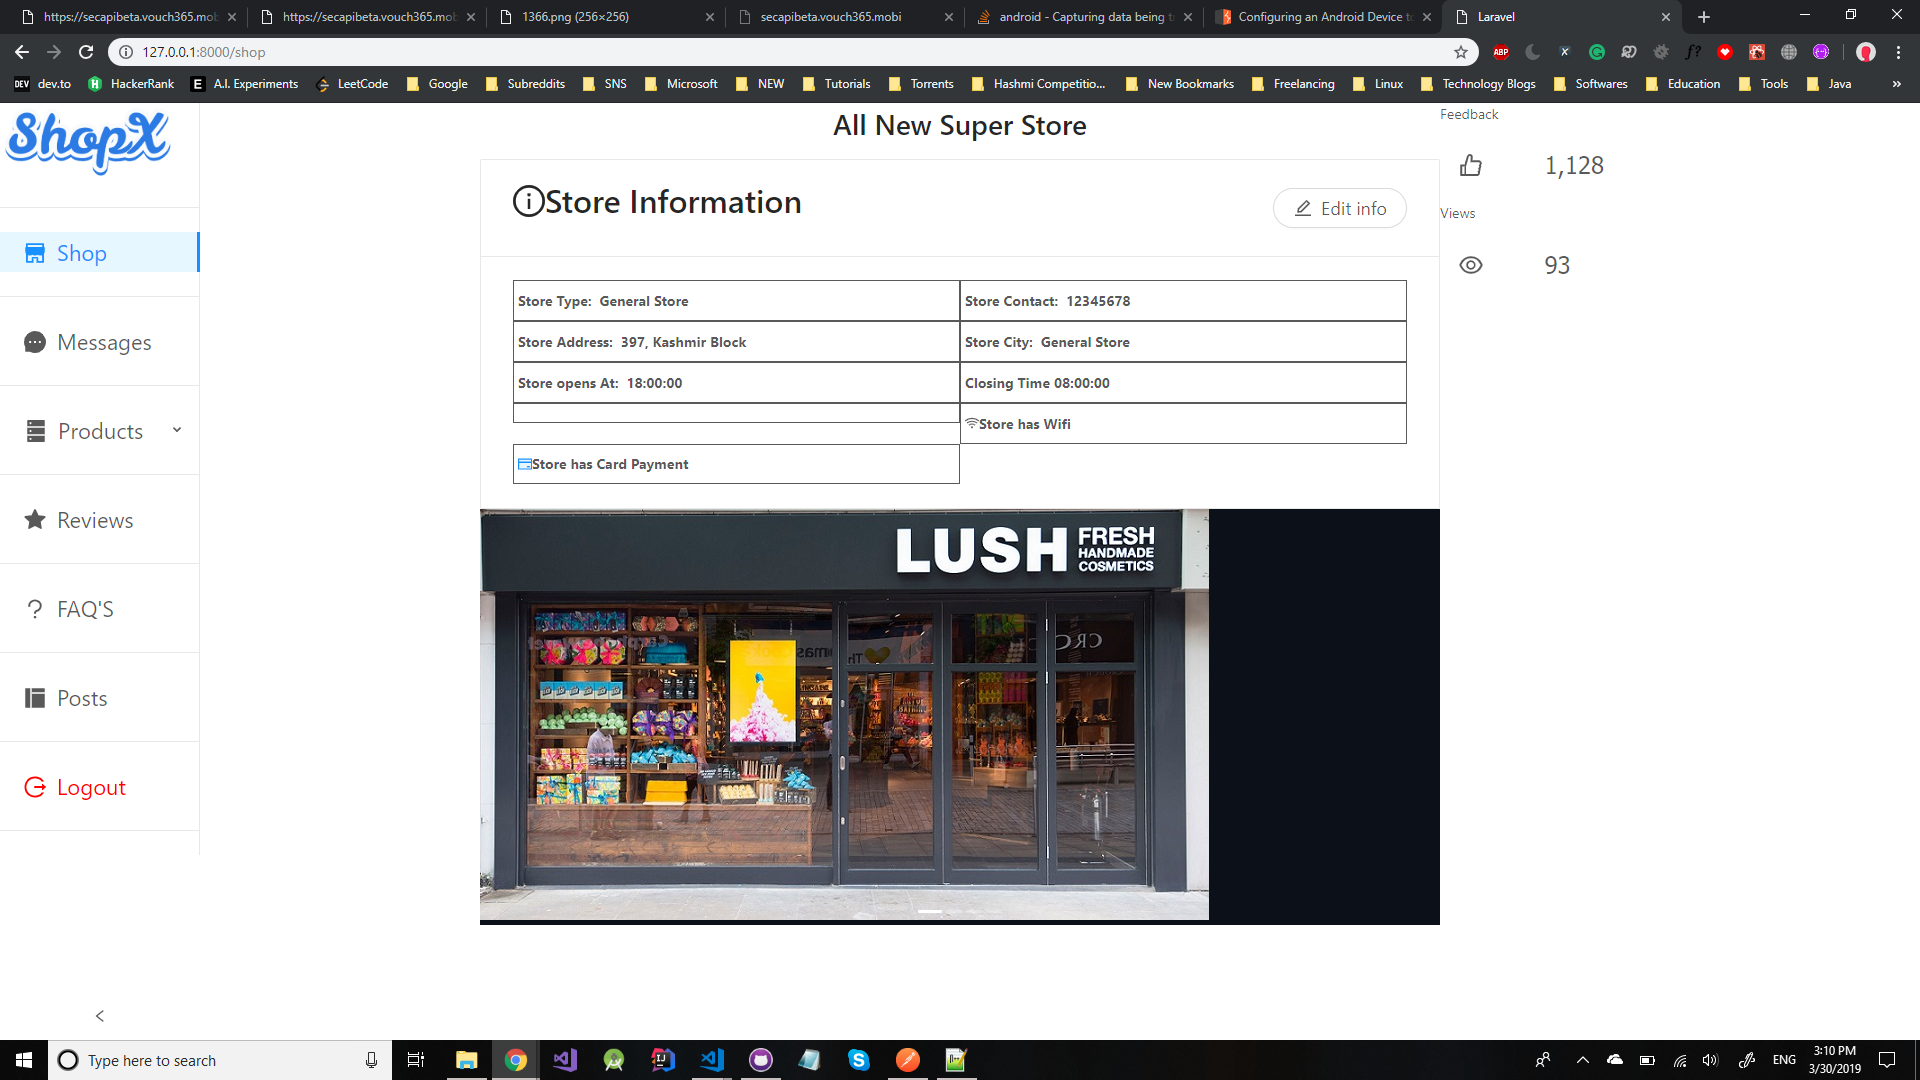 https://secapibeta.vouch365.mob
https://secapibeta.vouch365.mob
1366.png (256×256)
secapibeta.vouch365.mobi
android - Capturing data being t
Configuring an Android Device to
Laravel
127.0.0.1:8000/shop
DEV dev.to
HackerRank
E A.I. Experiments
LeetCode
Google
Subreddits
SNS
Microsoft
NEW
Tutorials
Torrents
Hashmi Competitio...
New Bookmarks
Freelancing
Linux
Technology Blogs
Softwares
Education
Tools
Java
»
ShopX
Shop
Messages
Products
Reviews
? FAQ'S
Posts
Logout
All New Super Store
Store Information
Edit info
Store Type: General Store
Store Contact: 12345678
Store Address: 397, Kashmir Block
Store City: General Store
Store opens At: 18:00:00
Closing Time 08:00:00
Store has Wifi
Store has Card Payment
LUSH
FRESH
HANDMADE
COSMETICS
Feedback
1,128
Views
93
Type here to search
ENG
3:10 PM
3/30/2019